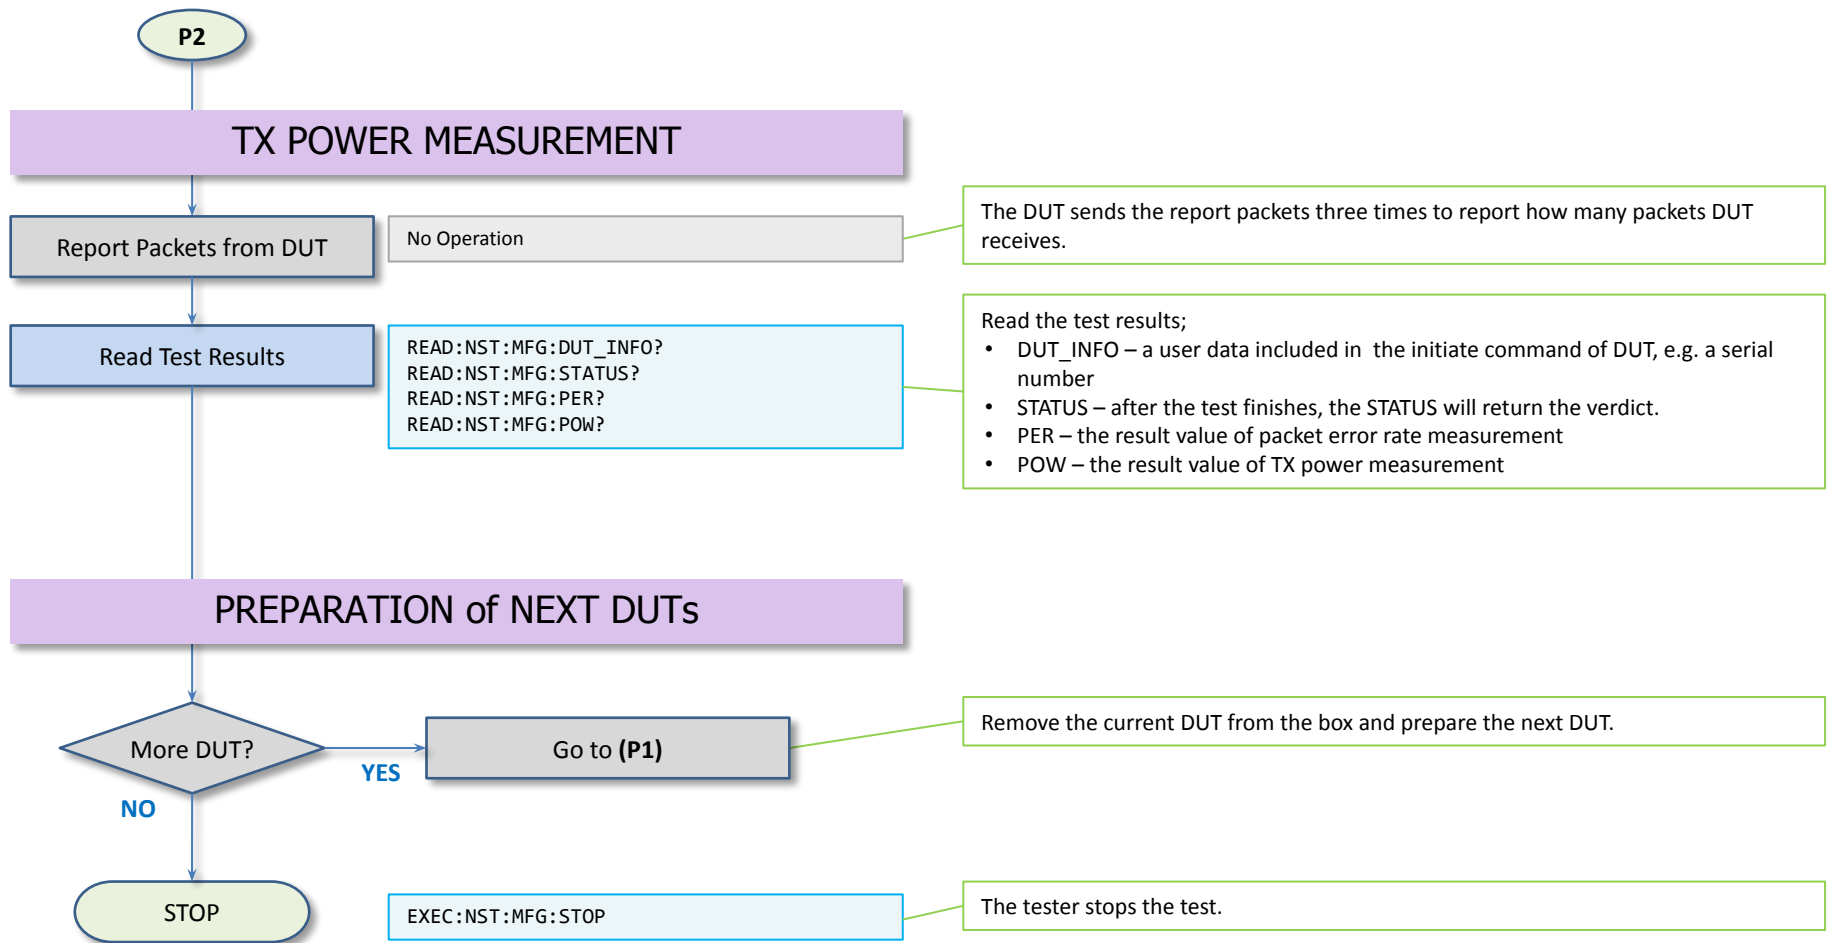 P2
TX POWER MEASUREMENT
Report Packets from DUT
No Operation
The DUT sends the report packets three times to report how many packets DUT
receives.
Read Test Results
READ:NST:MFG:DUT_INFO?
READ:NST:MFG:STATUS?
READ:NST:MFG:PER?
READ:NST:MFG:POW?
Read the test results;
• DUT_INFO – a user data included in the initiate command of DUT, e.g. a serial
number
• STATUS – after the test finishes, the STATUS will return the verdict.
• PER – the result value of packet error rate measurement
• POW – the result value of TX power measurement
PREPARATION of NEXT DUTs
More DUT?
YES
NO
Go to (P1)
Remove the current DUT from the box and prepare the next DUT.
STOP
EXEC:NST:MFG:STOP
The tester stops the test.